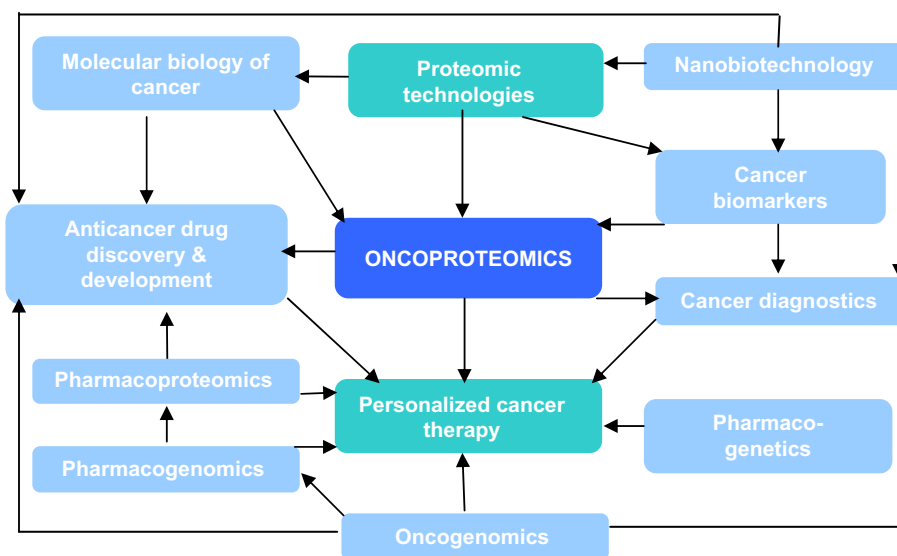 Molecular biology of
cancer
Proteomic
technologies
Nanobiotechnology
Cancer
biomarkers
Anticancer drug
discovery &
development
ONCOPROTEOMICS
Cancer diagnostics
Pharmacoproteomics
Personalized cancer
therapy
Pharmaco-
genetics
Pharmacogenomics
Oncogenomics